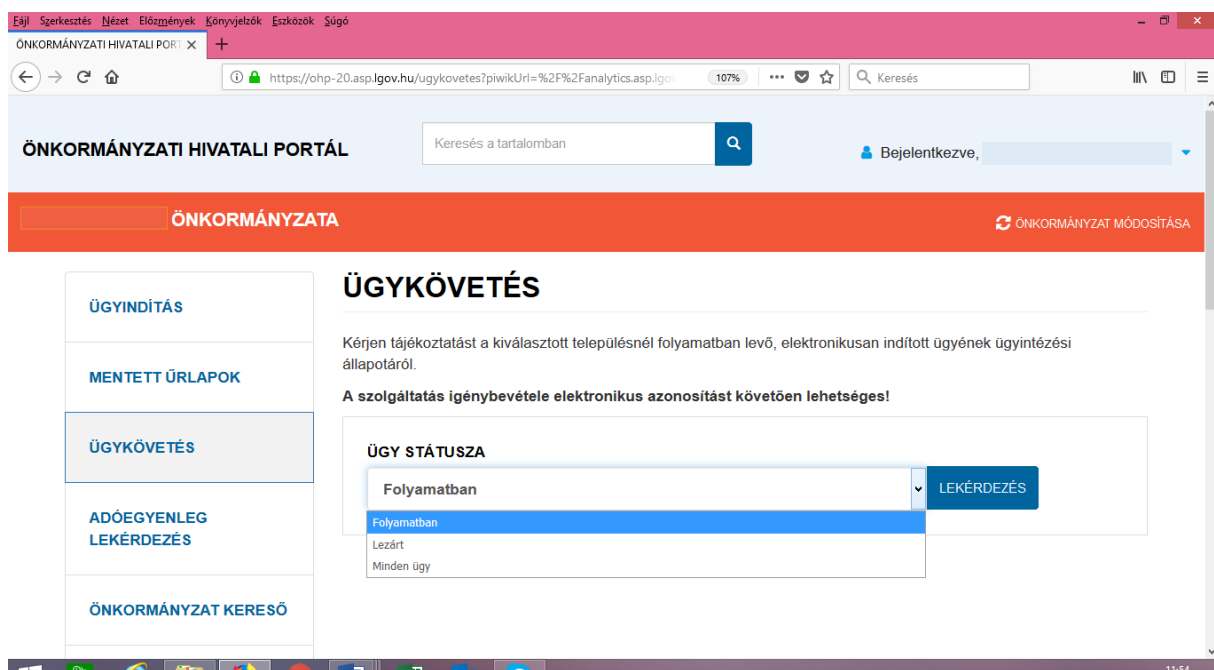 Fájl Szerkesztés Nézet Előzmények Könyvjelzők Eszközök Súgó
ÖNKORMÁNYZATI HIVATALI PORT
https://ohp-20.asp.lgov.hu/ugykovetes?piwikUrl=%2F%2Fanalytics.asp.lgov
107%
Keresés
ÖNKORMÁNYZATI HIVATALI PORTÁL
Keresés a tartalomban
Bejelentkezve,
ÖNKORMÁNYZATA
ÖNKORMÁNYZAT MÓDOSÍTÁSA
ÜGYINDÍTÁS
MENTETT ŰRLAPOK
ÜGYKÖVETÉS
ADÓEGYENLEG
LEKÉRDEZÉS
ÖNKORMÁNYZAT KERESŐ
ÜGYKÖVETÉS
Kérjen tájékoztatást a kiválasztott településnél folyamatban levő, elektronikusan indított ügyének ügyintézési
állapotáról.
A szolgáltatás igénybevétele elektronikus azonosítást követően lehetséges!
ÜGY STÁTUSZA
Folyamatban
LEKÉRDEZÉS
Folyamatban
Lezárt
Minden ügy
11:54